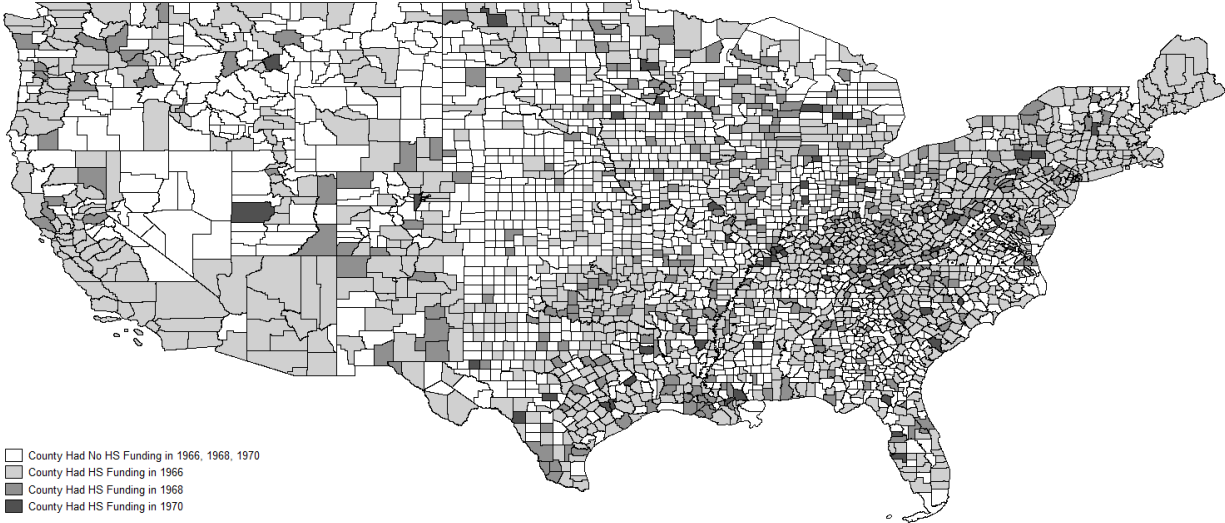 County Had No HS Funding in 1966, 1968, 1970
County Had HS Funding in 1966
County Had HS Funding in 1968
County Had HS Funding in 1970